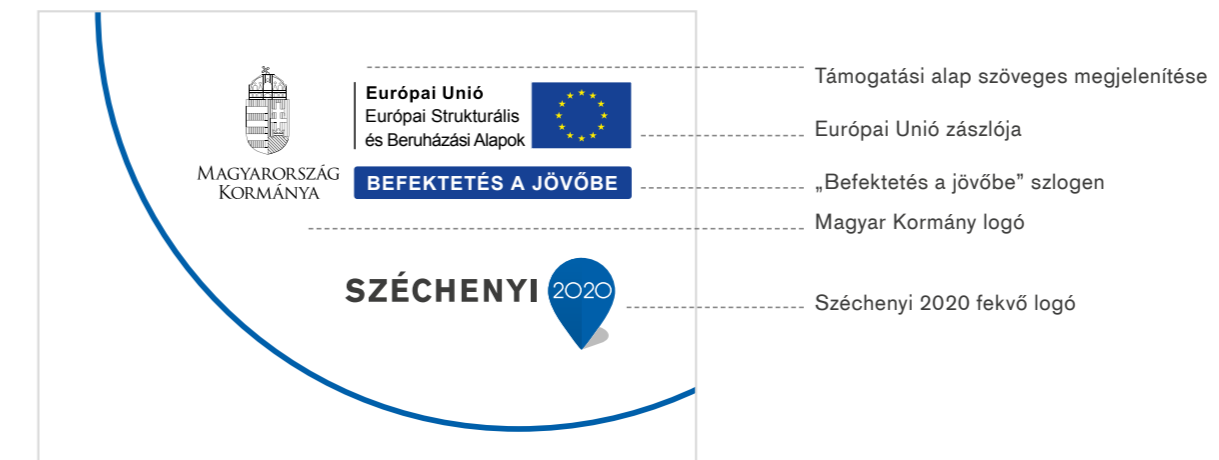 Európai Unió
Európai Strukturális
és Beruházási Alapok
MAGYARORSZÁG
KORMÁNYA
BEFEKTETÉS A JÖVŐBE
SZÉCHENYI 2020
Támogatási alap szöveges megjelenítése
Európai Unió zászlója
„Befektetés a jövőbe” szlogen
Magyar Kormány logó
Széchenyi 2020 fekvő logó